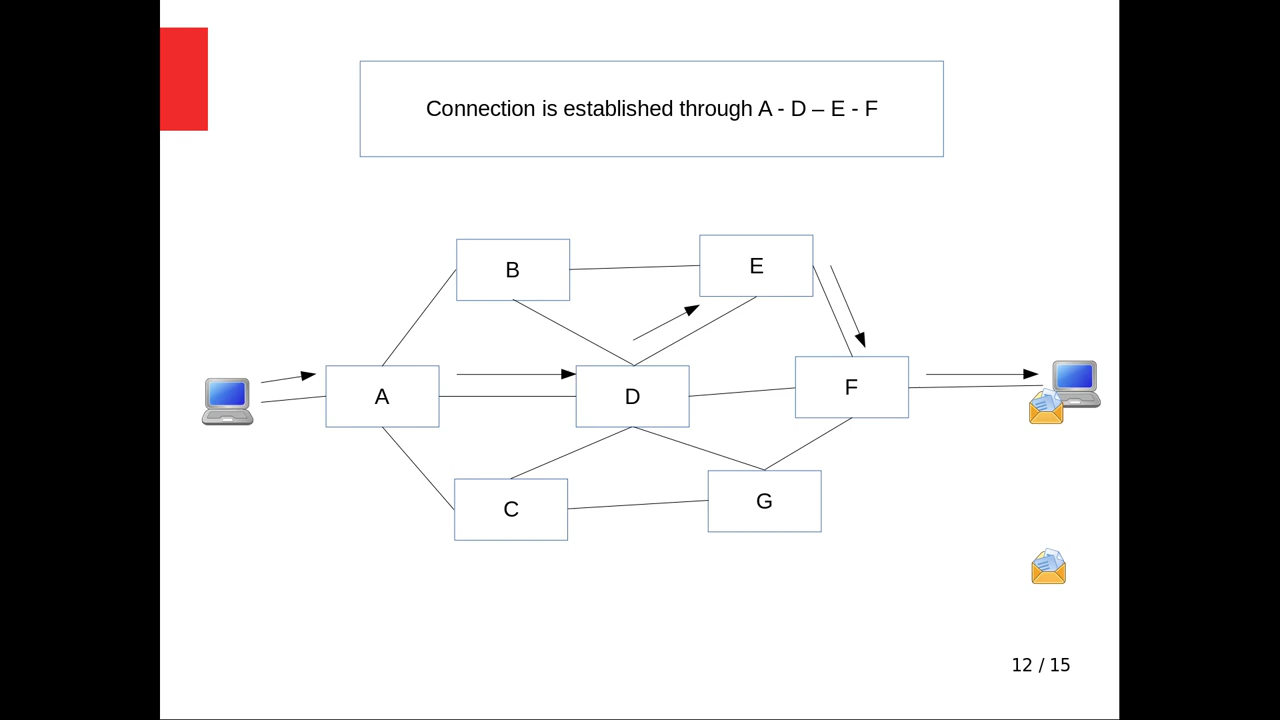 Connection is established through A - D – E - F
B
E
A
D
F
C
G
12 / 15